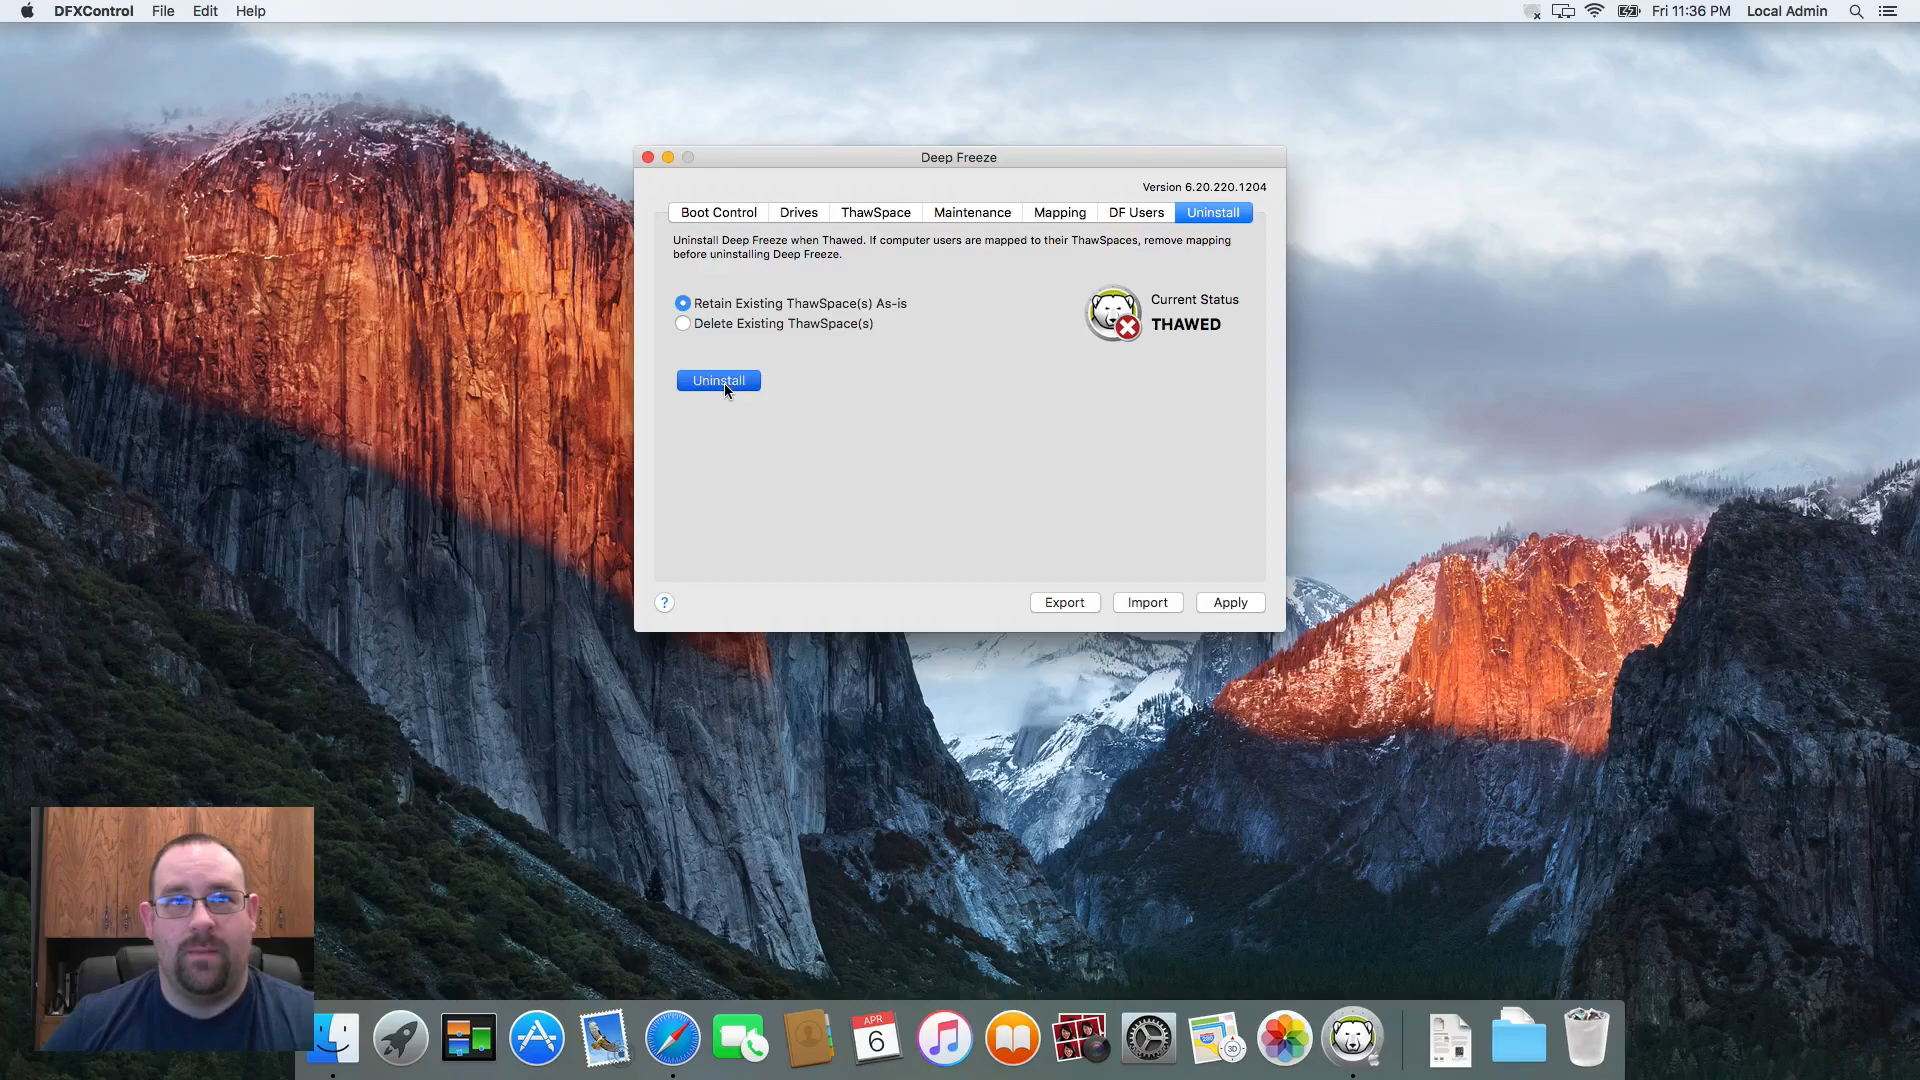 DFXControl File Edit Help
Fri 11:36 PM Local Admin
Deep Freeze
Version 6.20.220.1204
Boot Control Drives ThawSpace Maintenance Mapping DF Users Uninstall
Uninstall Deep Freeze when Thawed. If computer users are mapped to their ThawSpaces, remove mapping
before uninstalling Deep Freeze.
Retain Existing ThawSpace(s) As-is
Delete Existing ThawSpace(s)
Current Status
THAWED
Uninstall
?
Export Import Apply
APR
6
3D